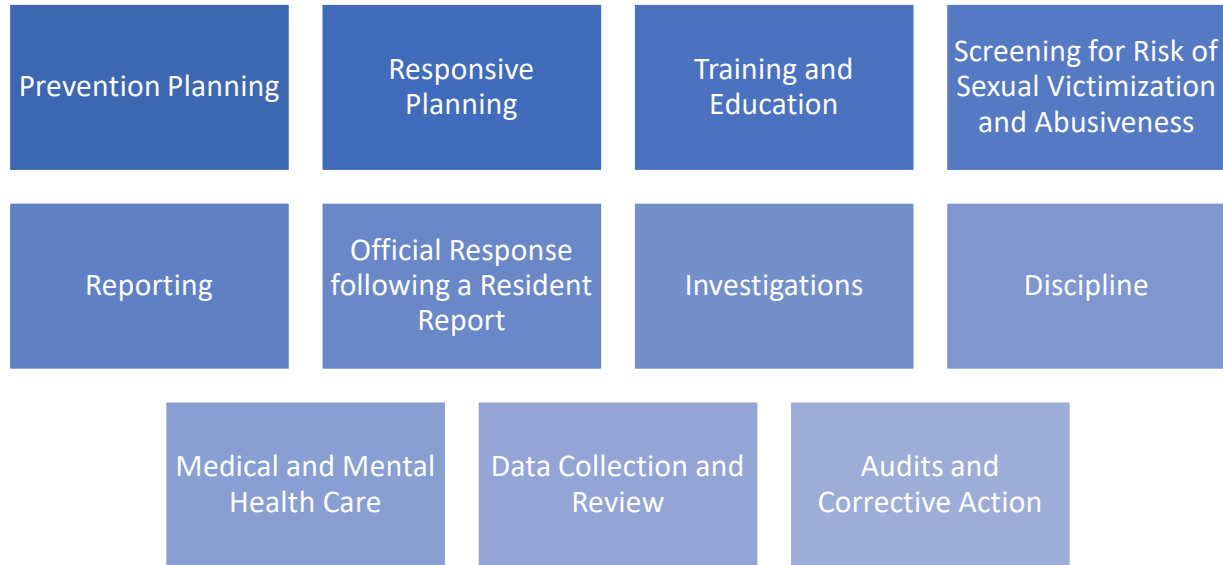 Prevention Planning
Responsive
Planning
Training and
Education
Screening for Risk of
Sexual Victimization
and Abusiveness
Reporting
Official Response
following a Resident
Report
Investigations
Discipline
Medical and Mental
Health Care
Data Collection and
Review
Audits and
Corrective Action